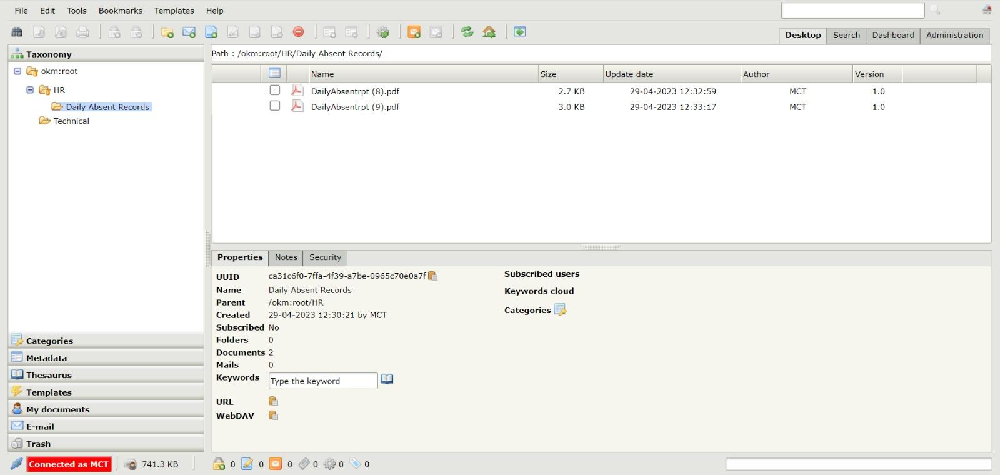 File Edit Tools Bookmarks Templates Help
Desktop Search Dashboard Administration
Taxonomy
okm:root
HR
Daily Absent Records
Technical
Categories
Metadata
Thesaurus
Templates
My documents
E-mail
Trash
Path : /okm:root/HR/Daily Absent Records/
Name Size Update date Author Version
DailyAbsentrpt (8).pdf 2.7 KB 29-04-2023 12:32:59 MCT 1.0
DailyAbsentrpt (9).pdf 3.0 KB 29-04-2023 12:33:17 MCT 1.0
Properties Notes Security
UUID ca31c6f0-7ffa-4f39-a7be-0965c70e0a7f
Name Daily Absent Records
Parent /okm:root/HR
Created 29-04-2023 12:30:21 by MCT
Subscribed No
Folders 0
Documents 2
Mails 0
Keywords Type the keyword
URL
WebDAV
Subscribed users
Keywords cloud
Categories
Connected as MCT 741.3 KB 0 0 0 0 0 0